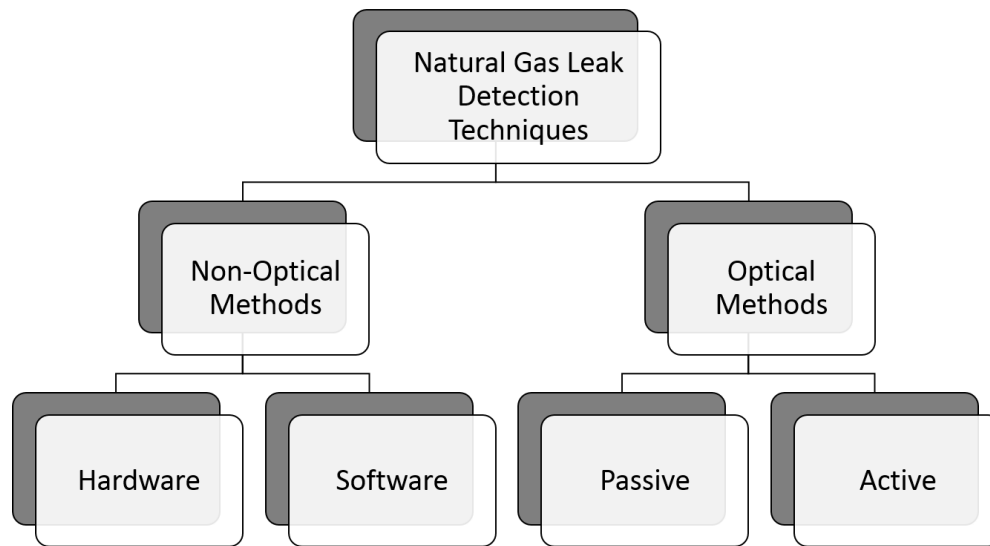 Natural Gas Leak
Detection
Techniques
Non-Optical
Methods
Optical
Methods
Hardware
Software
Passive
Active